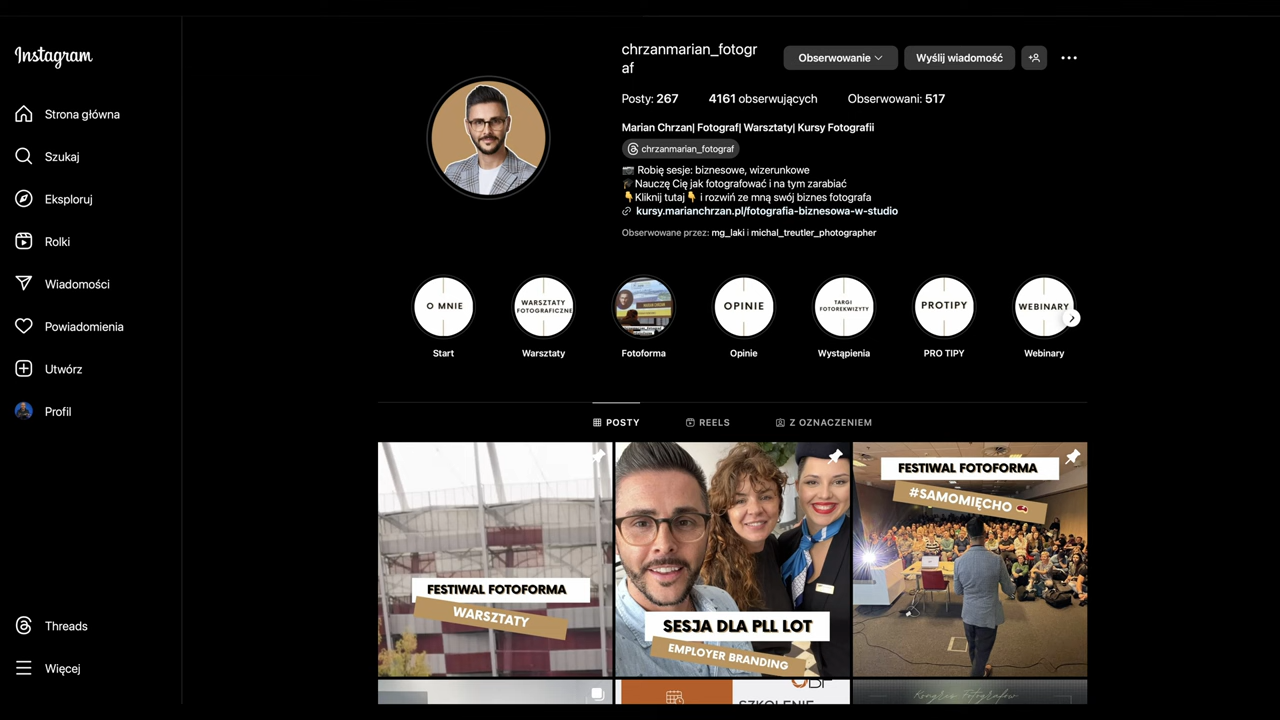 Instagram
Strona główna
Szukaj
Eksploruj
Rolki
Wiadomości
Powiadomienia
Utwórz
Profil
Threads
Więcej
chrzanmarian_fotogr
af
Obserwowanie
Wyślij wiadomość
Posty: 267
4161 obserwujących
Obserwowani: 517
Marian Chrzan| Fotograf| Warsztaty| Kursy Fotografii
chrzanmarian_fotograf
Robię sesje: biznesowe, wizerunkowe
Nauczę Cię jak fotografować i na tym zarabiać
Kliknij tutaj i rozwiń ze mną swój biznes fotografa
kursy.marianchrzan.pl/fotografia-biznesowa-w-studio
Obserwowane przez: mg_laki i michal_treutler_photographer
O MNIE
Start
WARSZTATY
FOTOGRAFICZNE
Warsztaty
Fotoforma
OPINIE
Opinie
TARGI
FOTOREKWIZYTY
Wystąpienia
PROTIPY
PRO TIPY
WEBINARY
Webinary
POSTY
REELS
Z OZNACZENIEM
FESTIWAL FOTOFORMA
WARSZTATY
SESJA DLA PLL LOT
EMPLOYER BRANDING
FESTIWAL FOTOFORMA
#SAMOMIĘCHO
SZKOLENIE
Kongres Fotografów